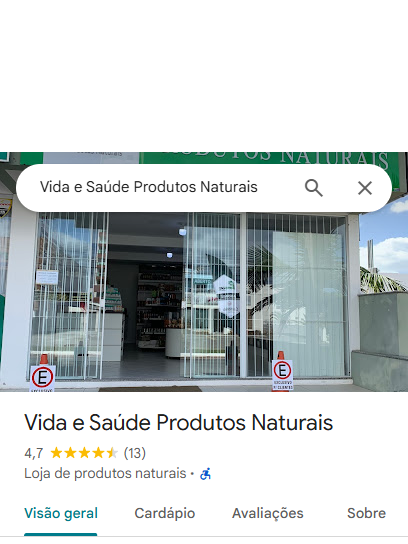 PRODUTOS NATURAIS
Vida e Saúde Produtos Naturais
E
E
EXCLUSIVO
Vida e Saúde Produtos Naturais
4,7 (13)
Loja de produtos naturais •
Visão geral Cardápio Avaliações Sobre